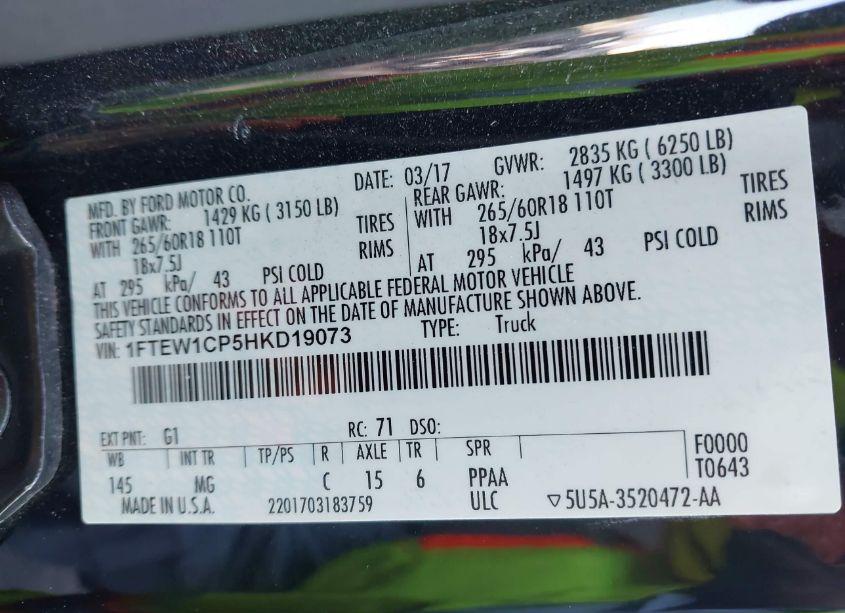 MFD. BY FORD MOTOR CO.
DATE: 03/17 GVWR: 2835 KG ( 6250 LB)
FRONT GAWR: 1429 KG ( 3150 LB)
REAR GAWR: 1497 KG ( 3300 LB)
WITH 265/60R18 110T TIRES
WITH 265/60R18 110T TIRES
18x7.5J RIMS
18x7.5J RIMS
AT 295 kPa/ 43 PSI COLD
AT 295 kPa/ 43 PSI COLD
THIS VEHICLE CONFORMS TO ALL APPLICABLE FEDERAL MOTOR VEHICLE
SAFETY STANDARDS IN EFFECT ON THE DATE OF MANUFACTURE SHOWN ABOVE.
VIN: 1FTEW1CP5HKD19073 TYPE: Truck
EXT PNT: G1 RC: 71 DSO:
WB INT TR TP/PS R AXLE TR SPR F0000
145 MG C 15 6 PPAA T0643
MADE IN U.S.A. 2201703183759 ULC ▽5U5A-3520472-AA